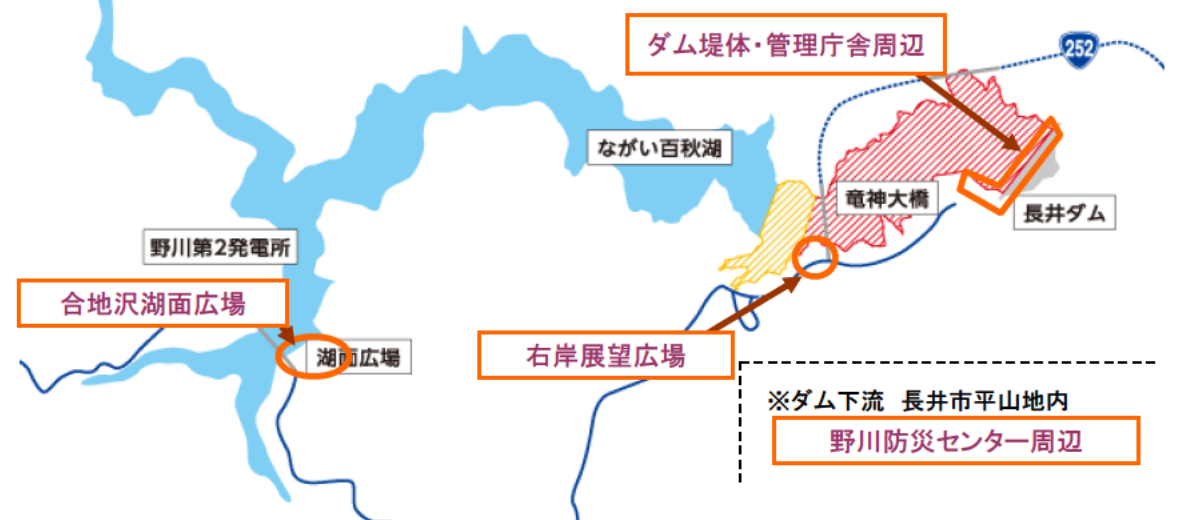 ダム堤体・管理庁舎周辺
252
ながい百秋湖
竜神大橋
長井ダム
野川第2発電所
合地沢湖面広場
湖面広場
右岸展望広場
※ダム下流 長井市平山地内
野川防災センター周辺